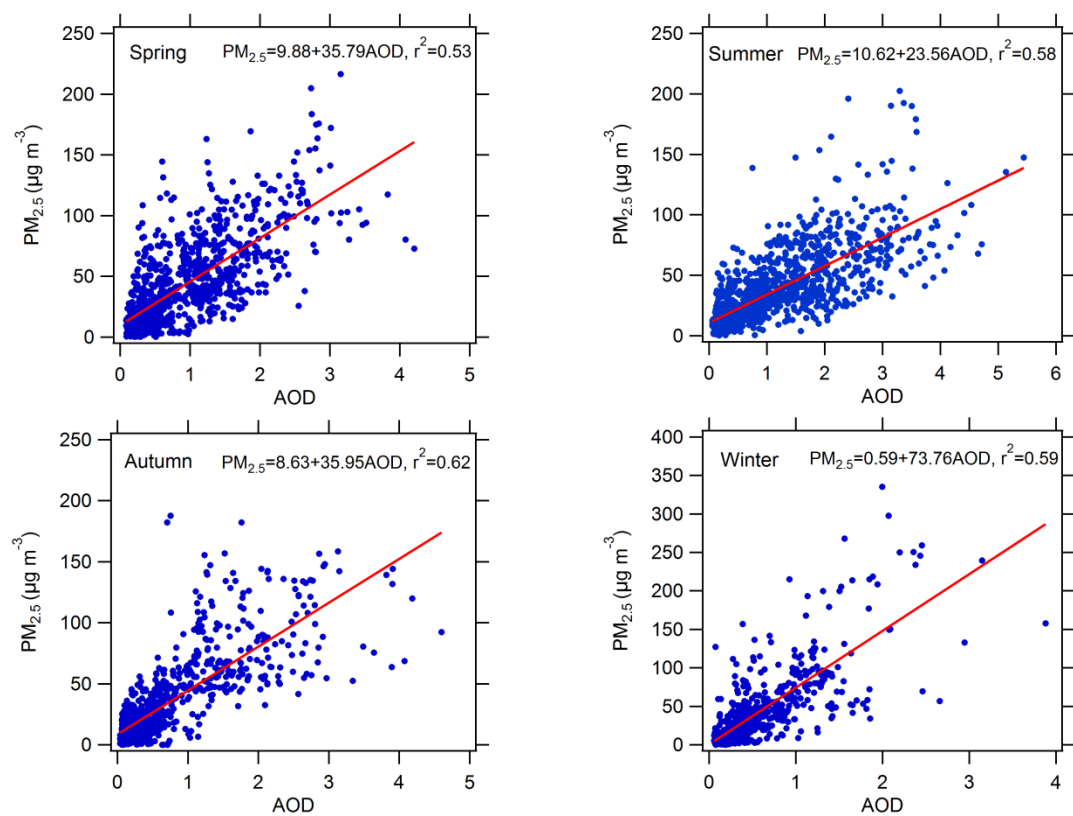 Spring
PM2.5=9.88+35.79AOD, r²=0.53
250
200
150
100
50
0
PM2.5 (µg m⁻³)
0 1 2 3 4 5
AOD
Summer
PM2.5=10.62+23.56AOD, r²=0.58
250
200
150
100
50
0
PM2.5 (µg m⁻³)
0 1 2 3 4 5 6
AOD
Autumn
PM2.5=8.63+35.95AOD, r²=0.62
250
200
150
100
50
0
PM2.5 (µg m⁻³)
0 1 2 3 4 5
AOD
Winter
PM2.5=0.59+73.76AOD, r²=0.59
400
350
300
250
200
150
100
50
0
PM2.5 (µg m⁻³)
0 1 2 3 4
AOD